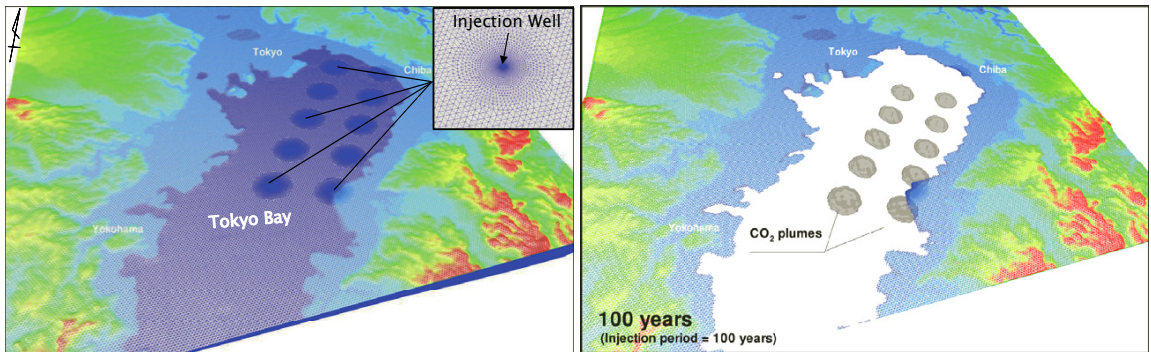 Injection Well
Tokyo
Chiba
Tokyo Bay
Yokohama
Tokyo
Chiba
Yokohama
CO₂ plumes
100 years
(Injection period = 100 years)